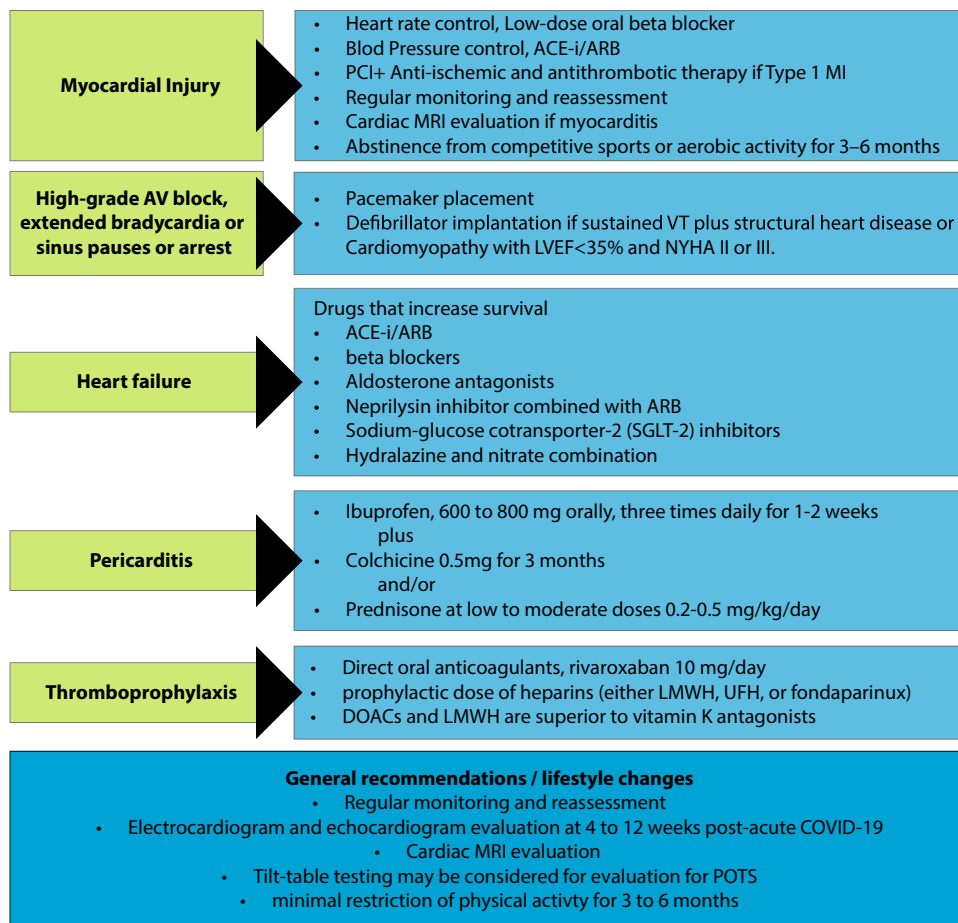 Myocardial Injury
• Heart rate control, Low-dose oral beta blocker
• Blod Pressure control, ACE-i/ARB
• PCI+ Anti-ischemic and antithrombotic therapy if Type 1 MI
• Regular monitoring and reassessment
• Cardiac MRI evaluation if myocarditis
• Abstinence from competitive sports or aerobic activity for 3–6 months
High-grade AV block,
extended bradycardia or
sinus pauses or arrest
• Pacemaker placement
• Defibrillator implantation if sustained VT plus structural heart disease or
Cardiomyopathy with LVEF<35% and NYHA II or III.
Heart failure
Drugs that increase survival
• ACE-i/ARB
• beta blockers
• Aldosterone antagonists
• Neprilysin inhibitor combined with ARB
• Sodium-glucose cotransporter-2 (SGLT-2) inhibitors
• Hydralazine and nitrate combination
Pericarditis
• Ibuprofen, 600 to 800 mg orally, three times daily for 1-2 weeks
plus
• Colchicine 0.5mg for 3 months
and/or
• Prednisone at low to moderate doses 0.2-0.5 mg/kg/day
Thromboprophylaxis
• Direct oral anticoagulants, rivaroxaban 10 mg/day
• prophylactic dose of heparins (either LMWH, UFH, or fondaparinux)
• DOACs and LMWH are superior to vitamin K antagonists
General recommendations / lifestyle changes
• Regular monitoring and reassessment
• Electrocardiogram and echocardiogram evaluation at 4 to 12 weeks post-acute COVID-19
• Cardiac MRI evaluation
• Tilt-table testing may be considered for evaluation for POTS
• minimal restriction of physical activty for 3 to 6 months